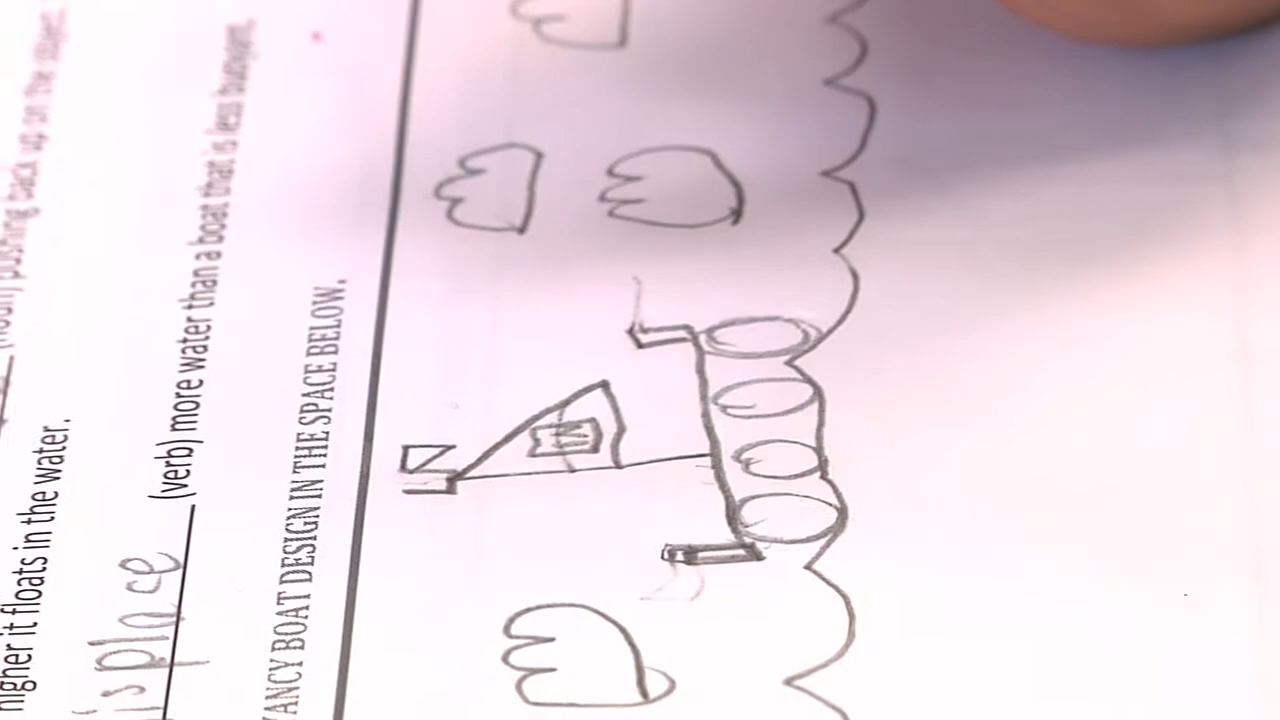 pushing back up on the object
higher it floats in the water.
isplace (verb) more water than a boat that is less buoyant.
YANCY BOAT DESIGN IN THE SPACE BELOW.